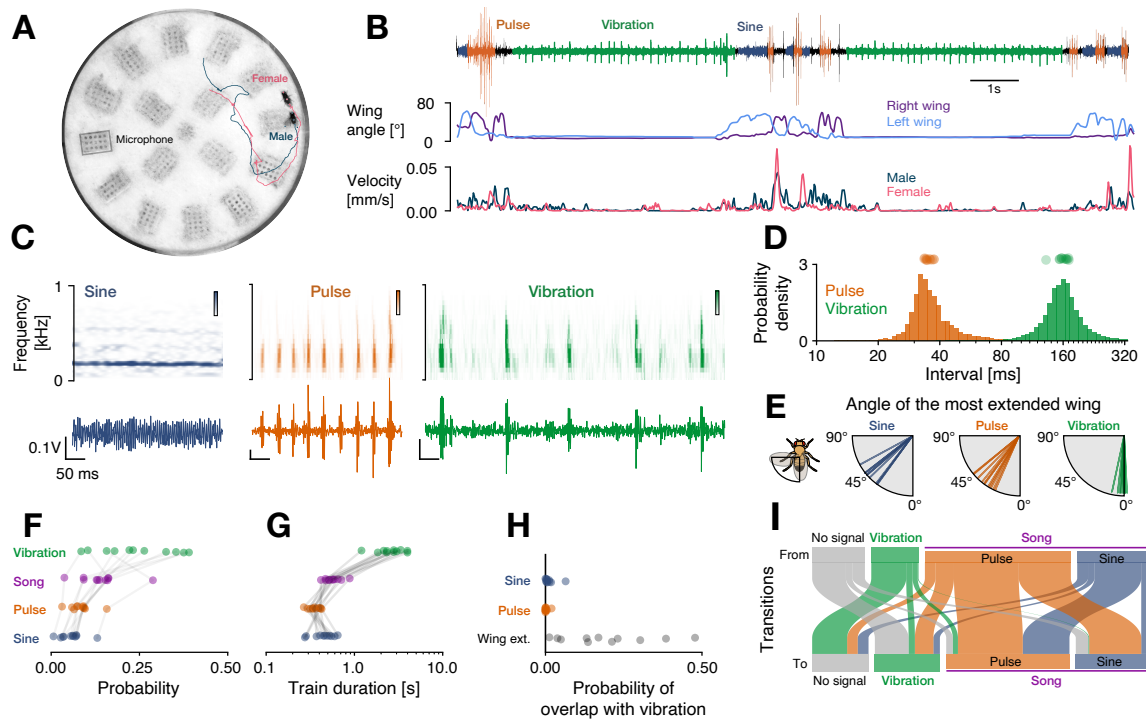 A
Female
Microphone
Male
B
Pulse
Vibration
Sine
1s
Wing
angle [°]
80
0
Right wing
Left wing
Velocity
[mm/s]
0.05
0.00
Male
Female
C
Frequency
[kHz]
1
0
Sine
Pulse
Vibration
0.1V
50 ms
D
Probability
density
3
0
Pulse
Vibration
10
20
40
80
160
320
Interval [ms]
E
Angle of the most extended wing
Sine
Pulse
Vibration
90°
45°
0°
90°
45°
0°
90°
45°
0°
F
Vibration
Song
Pulse
Sine
0.00
0.25
0.50
Probability
G
0.1
1.0
10.0
Train duration [s]
H
Sine
Pulse
Wing ext.
0.00
0.50
Probability of
overlap with vibration
I
Transitions
No signal
Vibration
Song
From
Pulse
Sine
To
Pulse
Sine
No signal
Vibration
Song